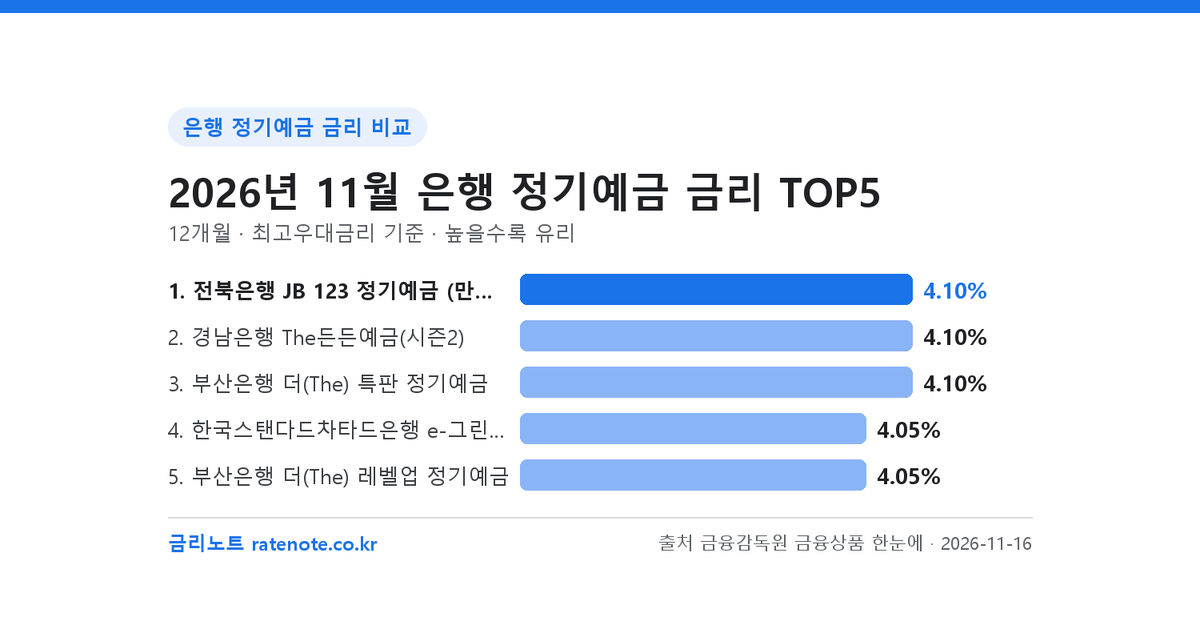 은행 정기예금 금리 비교
2026년 11월 은행 정기예금 금리 TOP5
12개월 · 최고우대금리 기준 · 높을수록 유리
1. 전북은행 JB 123 정기예금 (만... 4.10%
2. 경남은행 The든든예금(시즌2) 4.10%
3. 부산은행 더(The) 특판 정기예금 4.10%
4. 한국스탠다드차타드은행 e-그린... 4.05%
5. 부산은행 더(The) 레벨업 정기예금 4.05%
금리노트 ratenote.co.kr 출처 금융감독원 금융상품 한눈에 · 2026-11-16